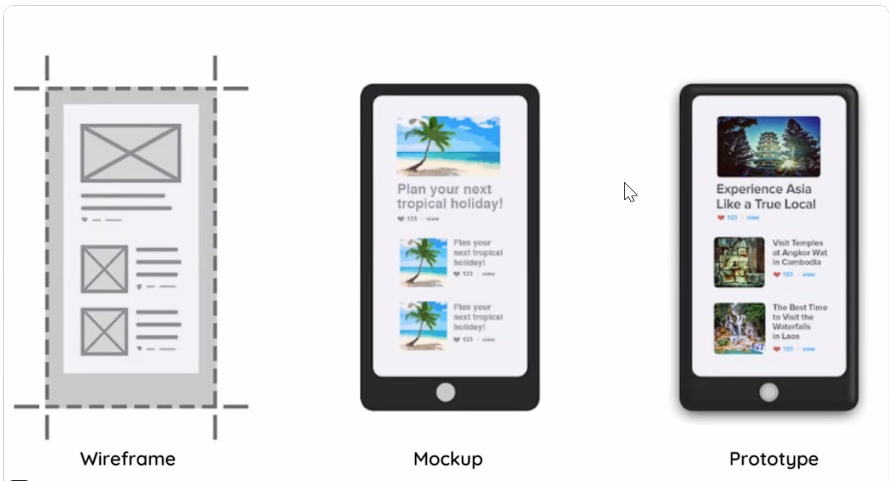 Plan your next
tropical holiday!
123 view
Plan your
next tropical
holiday!
123 view
Plan your
next tropical
holiday!
123 view
Experience Asia
Like a True Local
123 view
Visit Temples
at Angkor Wat
in Cambodia
123 view
The Best Time
to Visit the
Waterfalls
in Laos
123 view
Wireframe
Mockup
Prototype